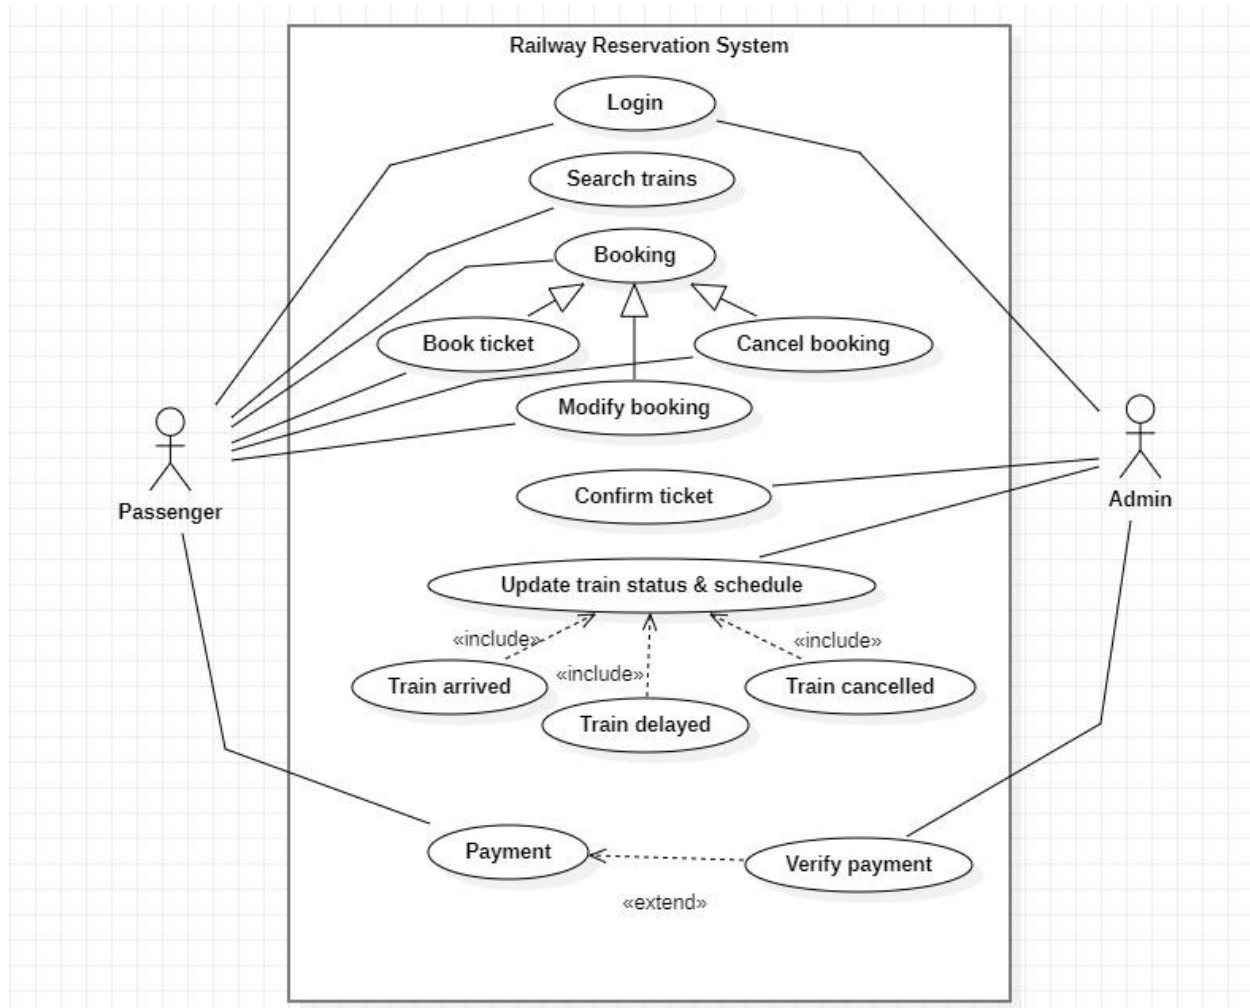 Railway Reservation System
Login
Search trains
Booking
Book ticket
Cancel booking
Modify booking
Passenger
Admin
Confirm ticket
Update train status & schedule
«include»
«include»
«include»
Train arrived
Train cancelled
Train delayed
Payment
Verify payment
«extend»